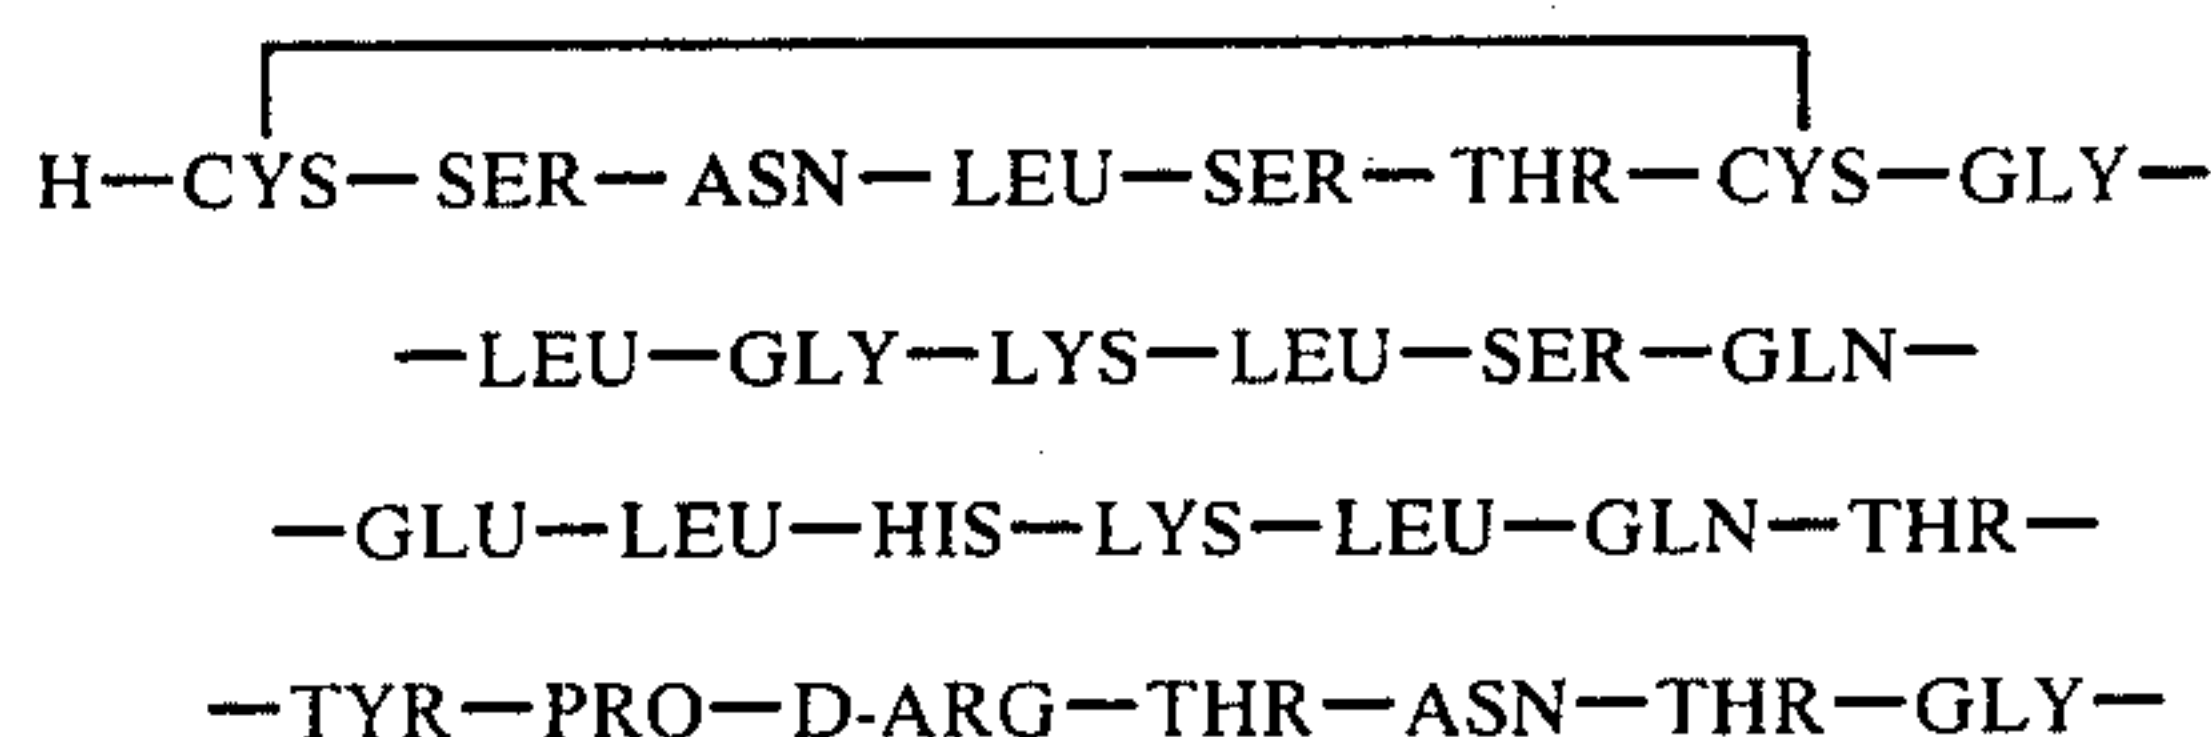 H—CYS—SER—ASN—LEU—SER—THR—CYS—GLY—
—LEU—GLY—LYS—LEU—SER—GLN—
—GLU—LEU—HIS—LYS—LEU—GLN—THR—
—TYR—PRO—D-ARG—THR—ASN—THR—GLY—